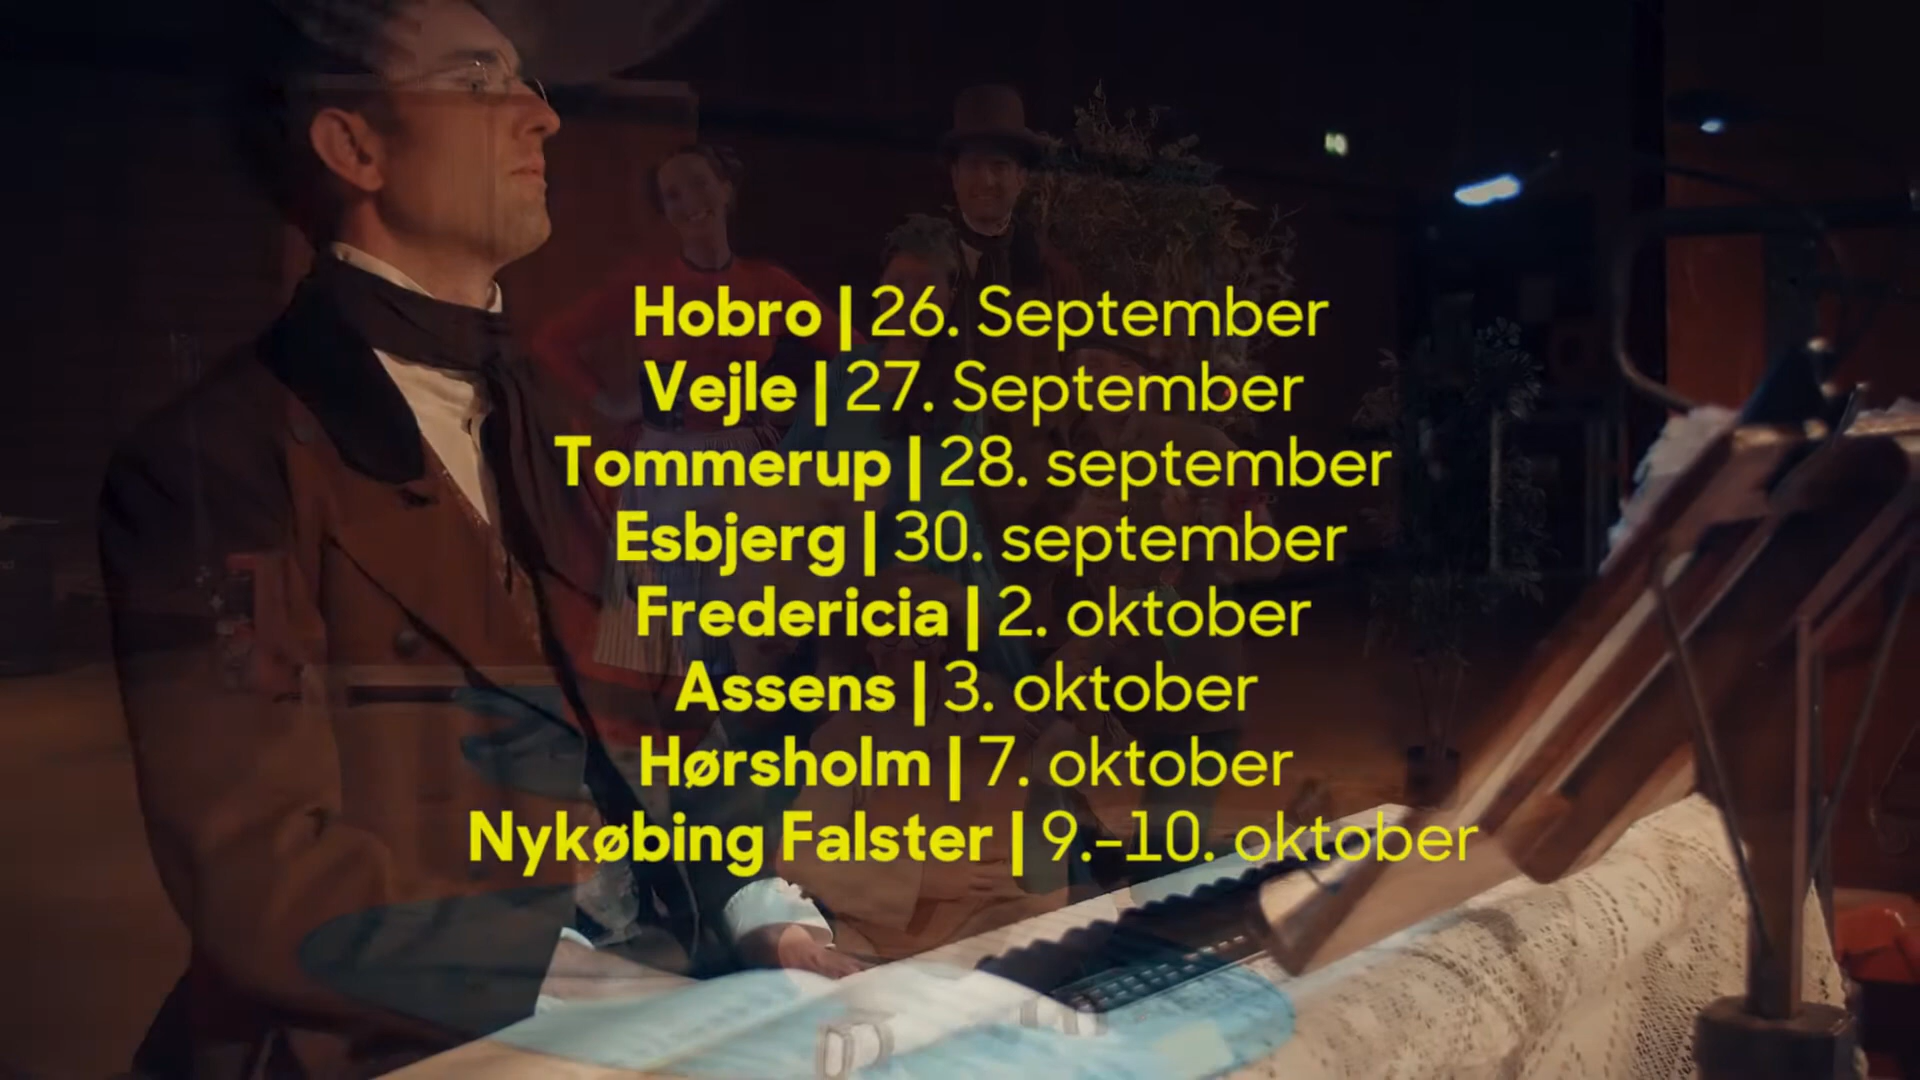 Hobro | 26. September
Vejle | 27. September
Tommerup | 28. september
Esbjerg | 30. september
Fredericia | 2. oktober
Assens | 3. oktober
Hørsholm | 7. oktober
Nykøbing Falster | 9.-10. oktober